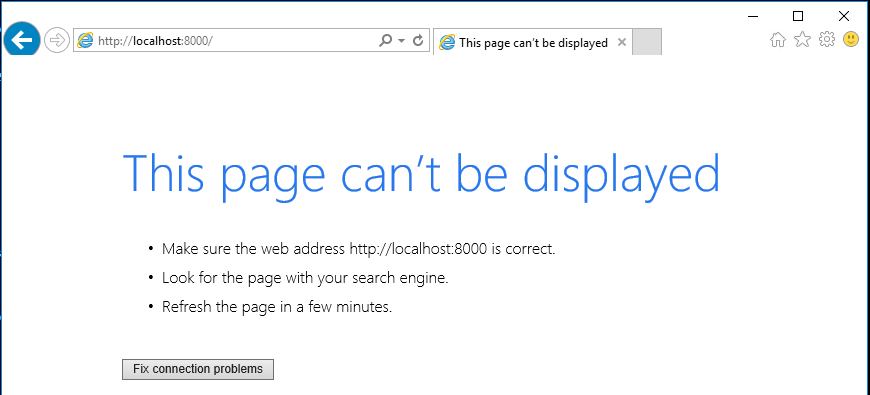 http://localhost:8000/
This page can't be displayed
This page can't be displayed
• Make sure the web address http://localhost:8000 is correct.
• Look for the page with your search engine.
• Refresh the page in a few minutes.
Fix connection problems